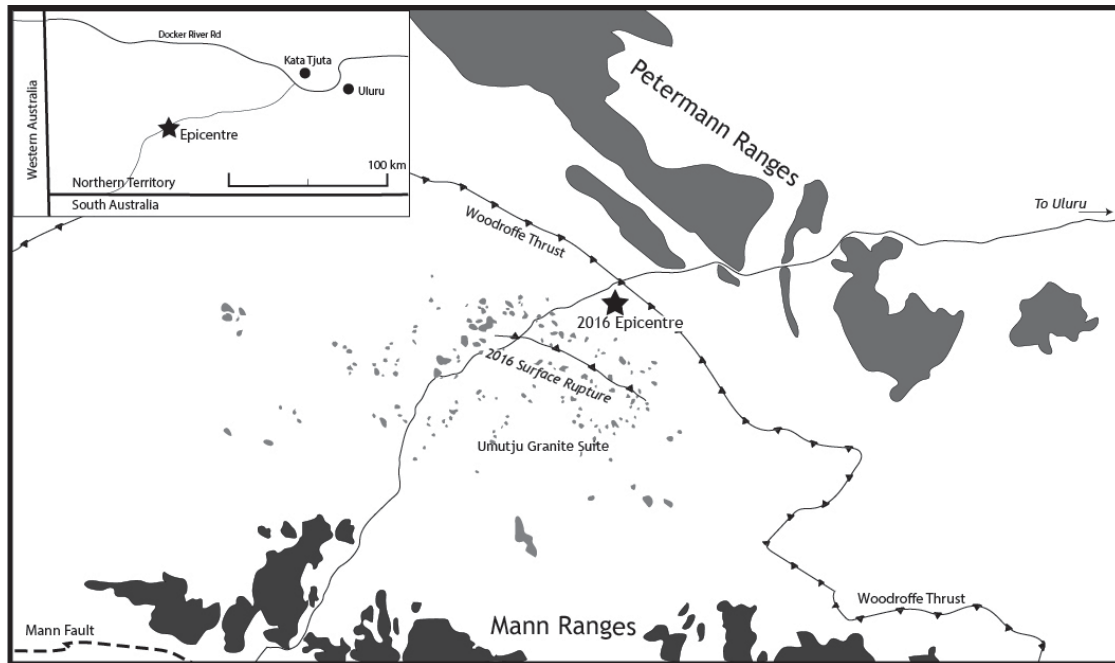 Docker River Rd
Kata Tjuta
Uluru
Western Australia
Epicentre
100 km
Northern Territory
South Australia
Petermann Ranges
To Uluru
Woodroffe Thrust
2016 Epicentre
2016 Surface Rupture
Umutju Granite Suite
Woodroffe Thrust
Mann Fault
Mann Ranges